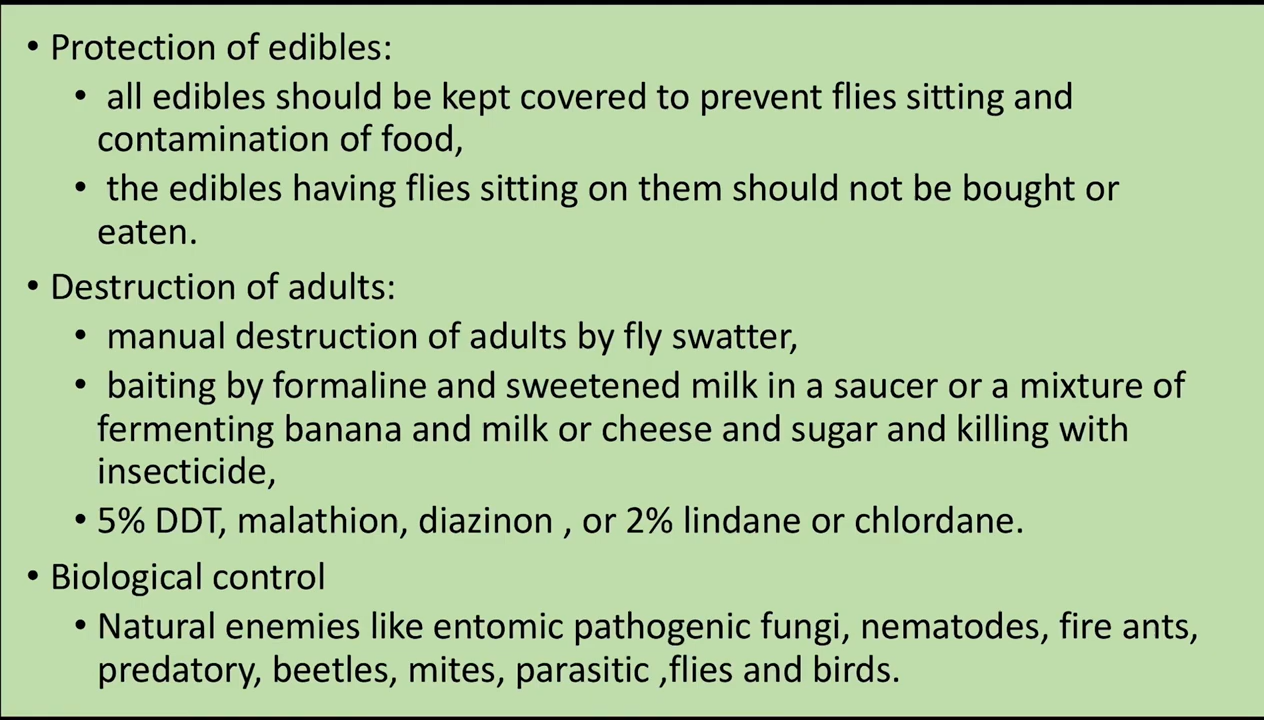 • Protection of edibles:
• all edibles should be kept covered to prevent flies sitting and
contamination of food,
• the edibles having flies sitting on them should not be bought or
eaten.
• Destruction of adults:
• manual destruction of adults by fly swatter,
• baiting by formaline and sweetened milk in a saucer or a mixture of
fermenting banana and milk or cheese and sugar and killing with
insecticide,
• 5% DDT, malathion, diazinon , or 2% lindane or chlordane.
• Biological control
• Natural enemies like entomic pathogenic fungi, nematodes, fire ants,
predatory, beetles, mites, parasitic ,flies and birds.